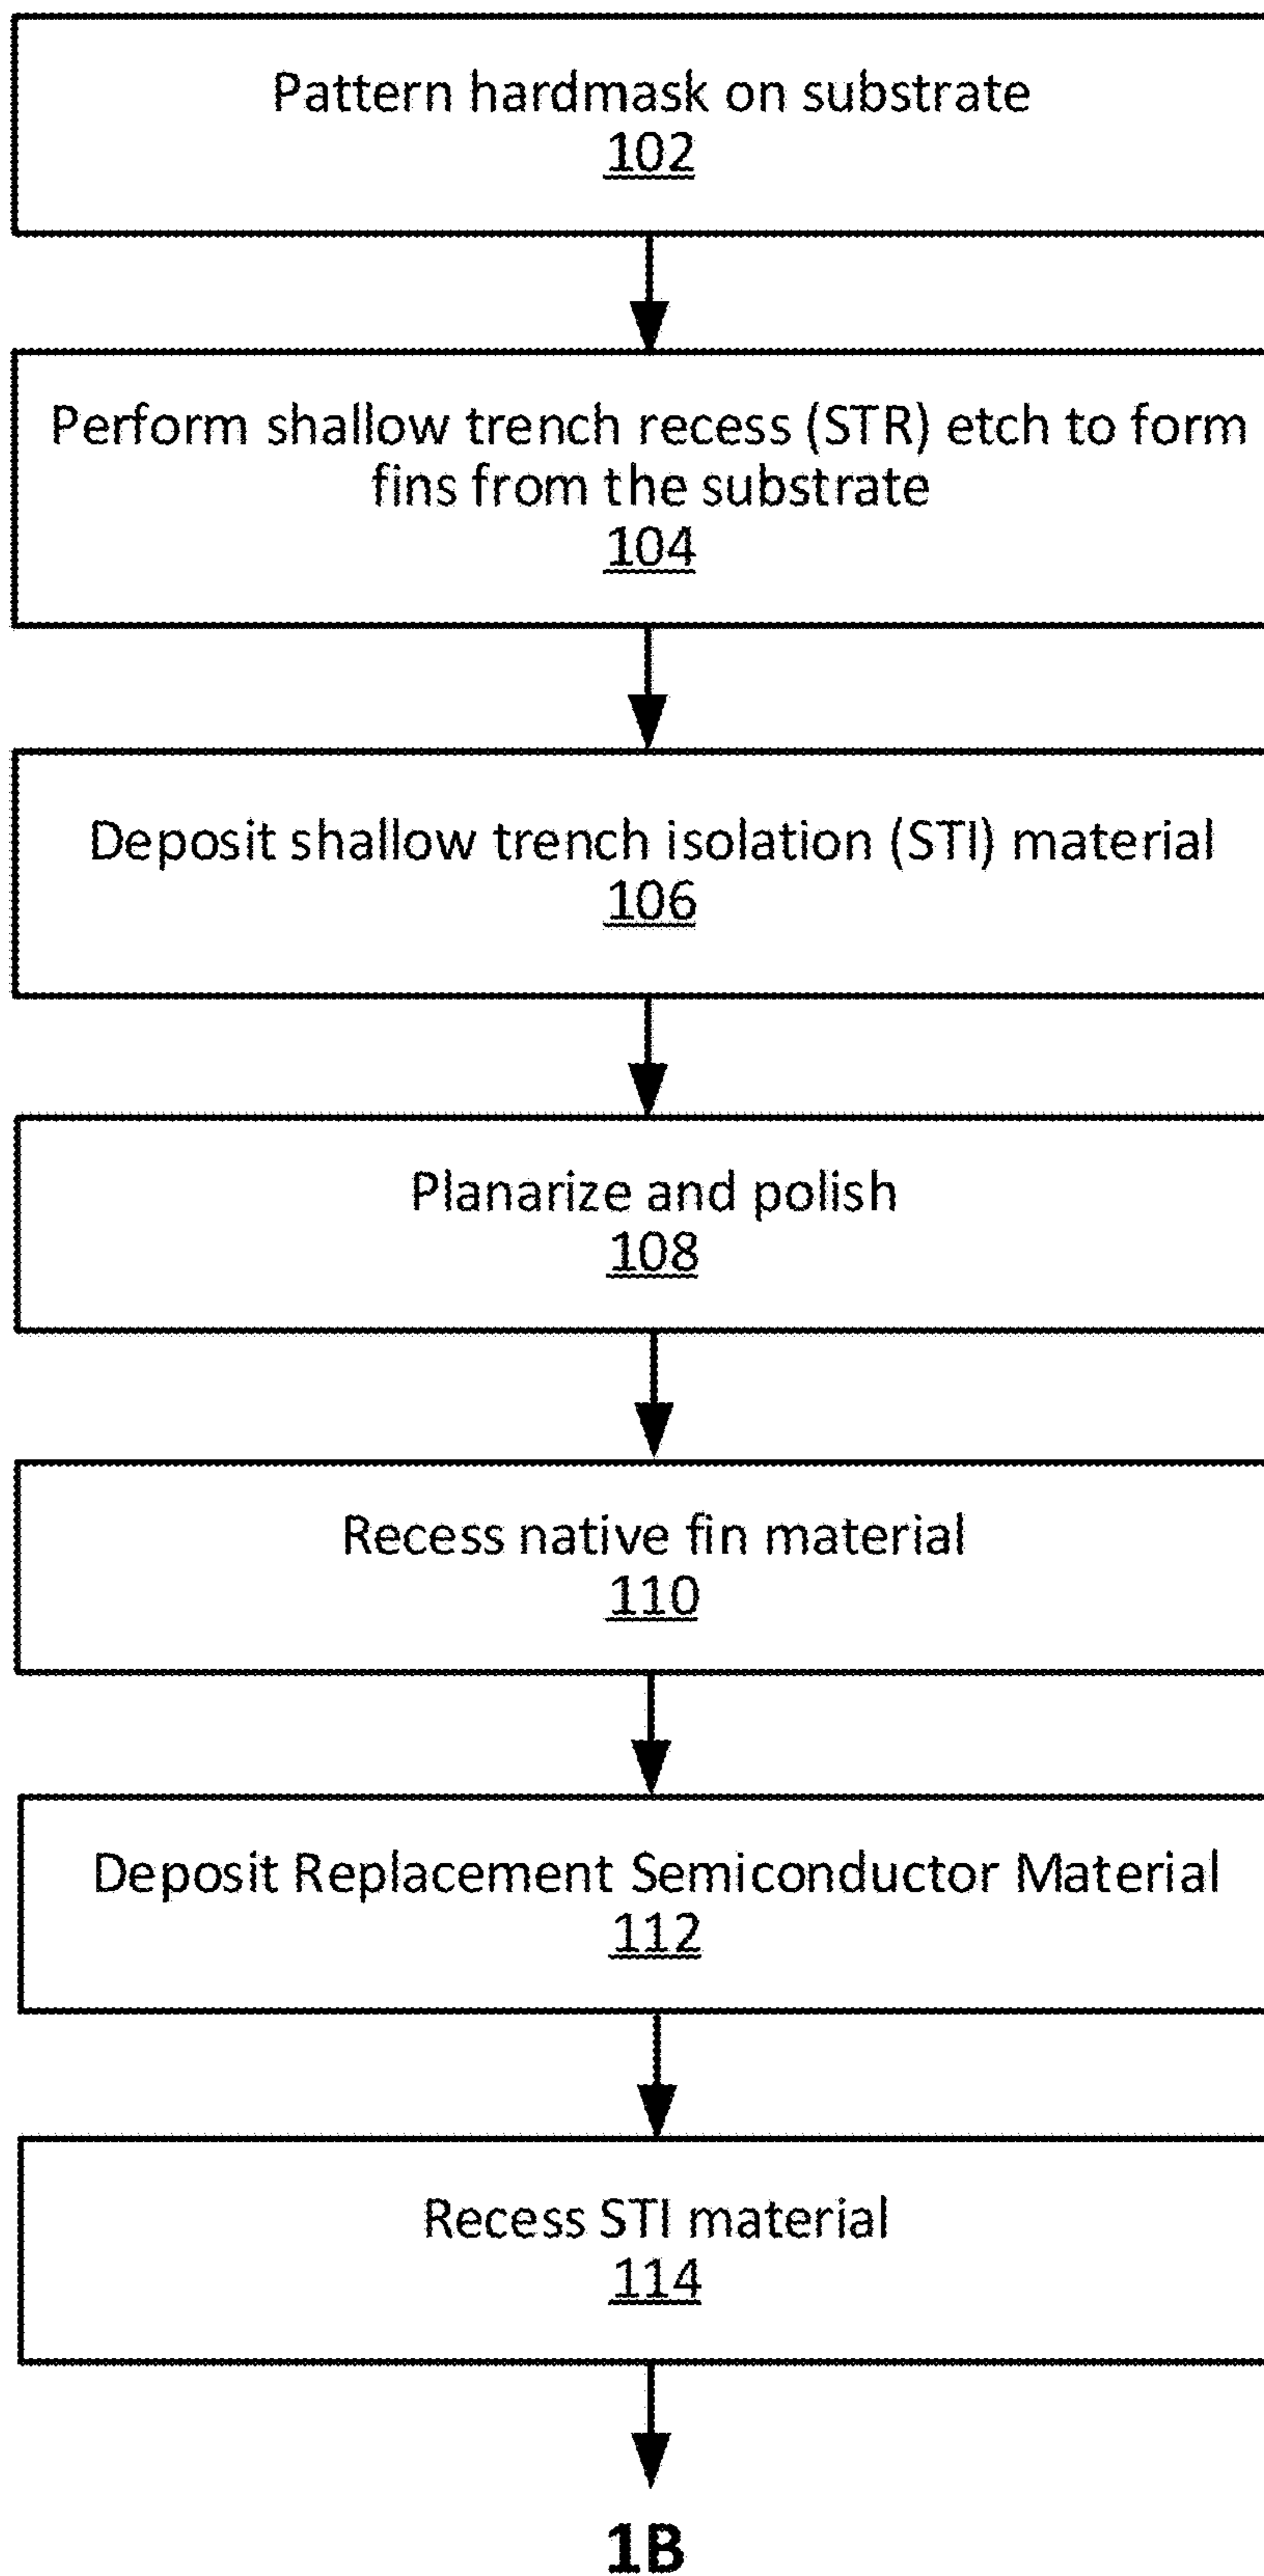 Pattern hardmask on substrate
102
Perform shallow trench recess (STR) etch to form
fins from the substrate
104
Deposit shallow trench isolation (STI) material
106
Planarize and polish
108
Recess native fin material
110
Deposit Replacement Semiconductor Material
112
Recess STI material
114
1B